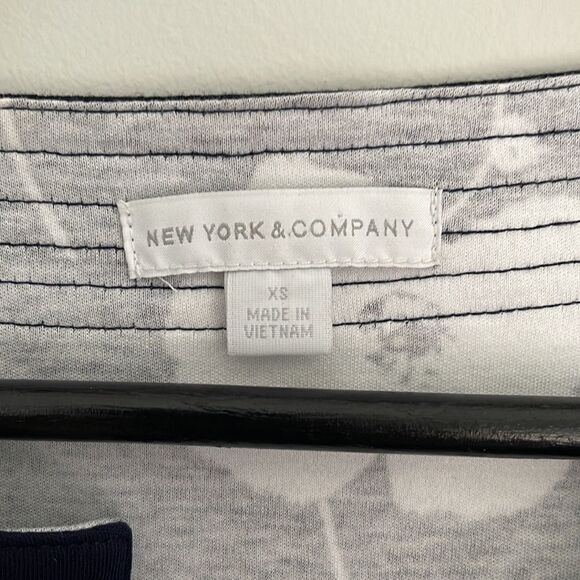 NEW YORK & COMPANY
XS
MADE IN
VIETNAM